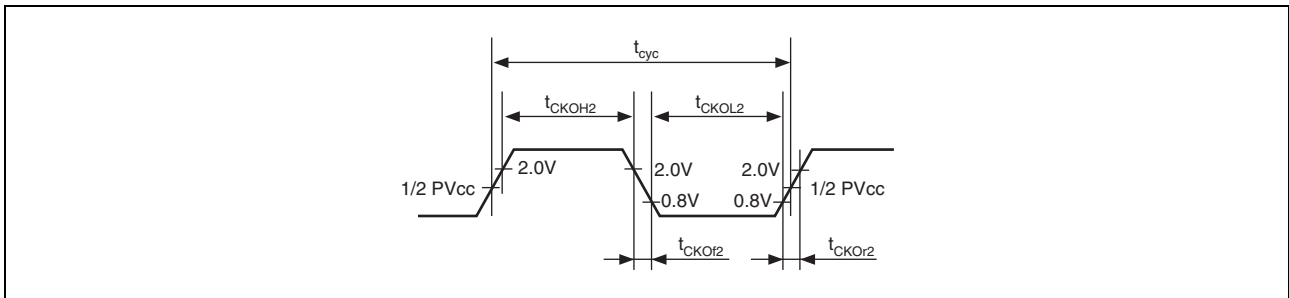 tcyc
tCKOH2
tCKOL2
2.0V
2.0V
2.0V
1/2 PVcc
1/2 PVcc
0.8V
0.8V
tCKOf2
tCKOr2